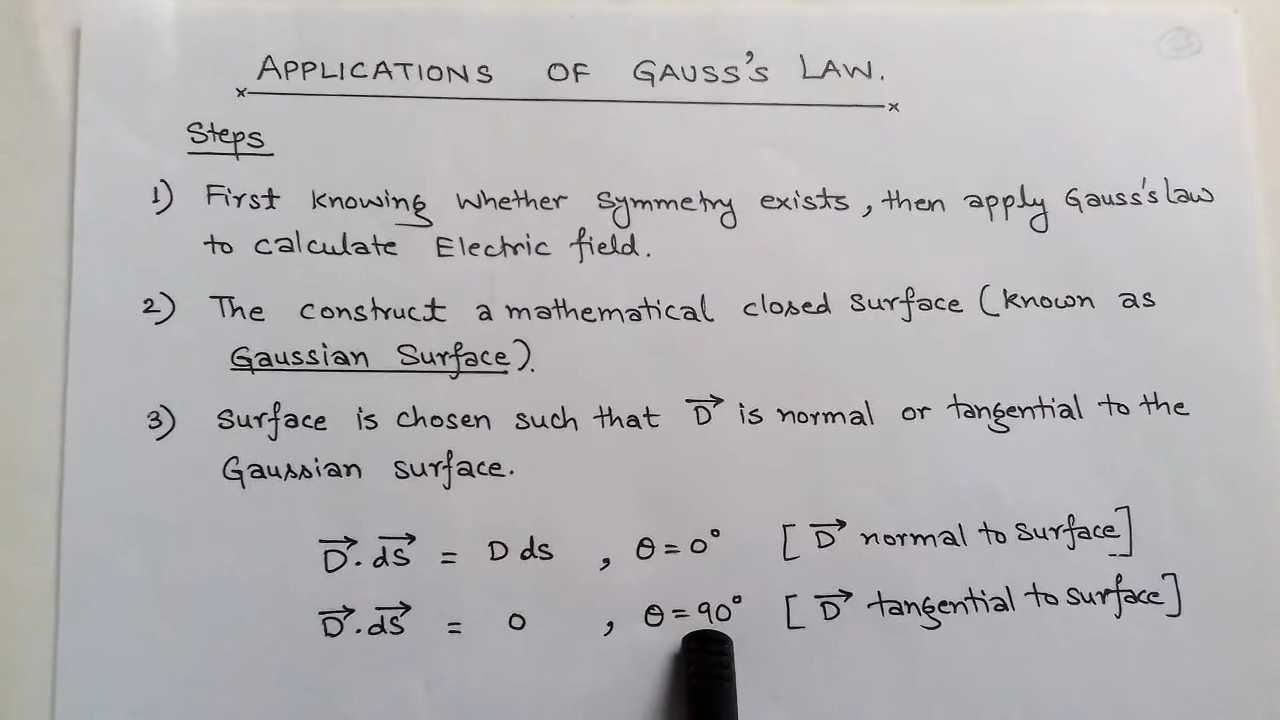 APPLICATIONS OF GAUSS'S LAW.
Steps
1) First knowing whether symmetry exists, then apply Gauss's law
to calculate Electric field.
2) The construct a mathematical closed surface (known as
Gaussian Surface).
3) Surface is chosen such that D⃗ is normal or tangential to the
Gaussian surface.
D⃗.ds⃗ = D ds , θ = 0° [D⃗ normal to surface]
D⃗.ds⃗ = 0 , θ = 90° [D⃗ tangential to surface]